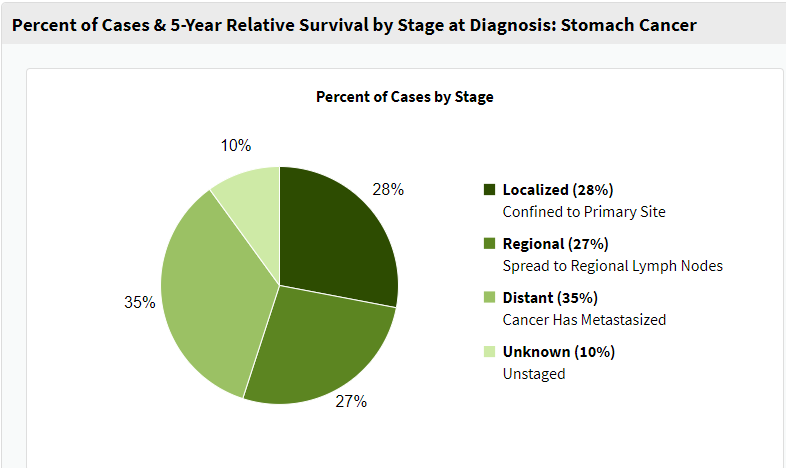 Percent of Cases & 5-Year Relative Survival by Stage at Diagnosis: Stomach Cancer
Percent of Cases by Stage
10%
28%
35%
27%
Localized (28%)
Confined to Primary Site
Regional (27%)
Spread to Regional Lymph Nodes
Distant (35%)
Cancer Has Metastasized
Unknown (10%)
Unstaged